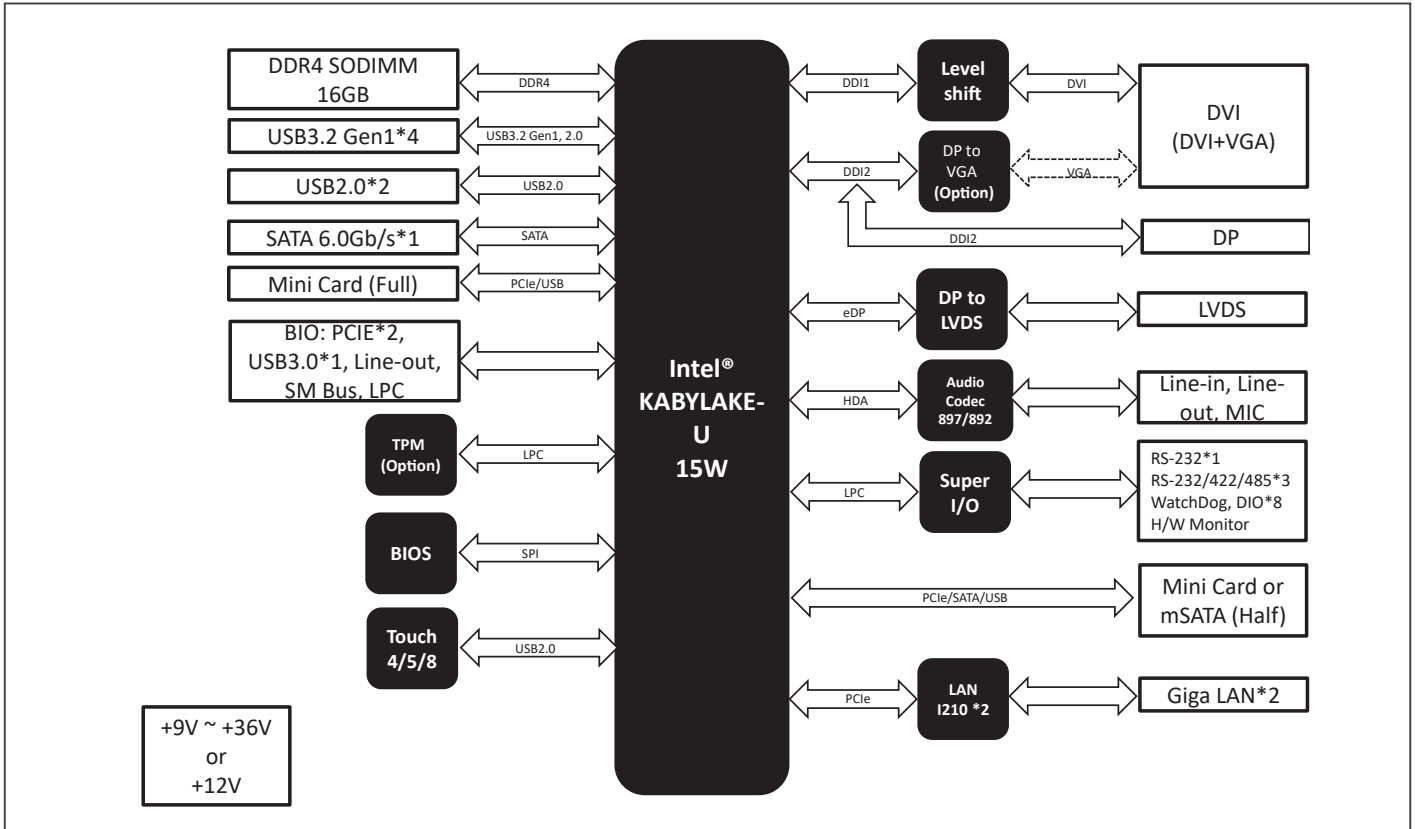 DDR4 SODIMM
16GB
DDR4
USB3.2 Gen1*4
USB3.2 Gen1, 2.0
USB2.0*2
USB2.0
SATA 6.0Gb/s*1
SATA
Mini Card (Full)
PCIe/USB
BIO: PCIE*2,
USB3.0*1, Line-out,
SM Bus, LPC
TPM
(Option)
LPC
BIOS
SPI
Touch
4/5/8
USB2.0
+9V ~ +36V
or
+12V
Intel®
KABYLAKE-
U
15W
DDI1
Level
shift
DVI
DVI
(DVI+VGA)
DDI2
DP to
VGA
(Option)
VGA
DDI2
DP
eDP
DP to
LVDS
LVDS
HDA
Audio
Codec
897/892
Line-in, Line-
out, MIC
LPC
Super
I/O
RS-232*1
RS-232/422/485*3
WatchDog, DIO*8
H/W Monitor
PCIe/SATA/USB
Mini Card or
mSATA (Half)
PCIe
LAN
I210 *2
Giga LAN*2